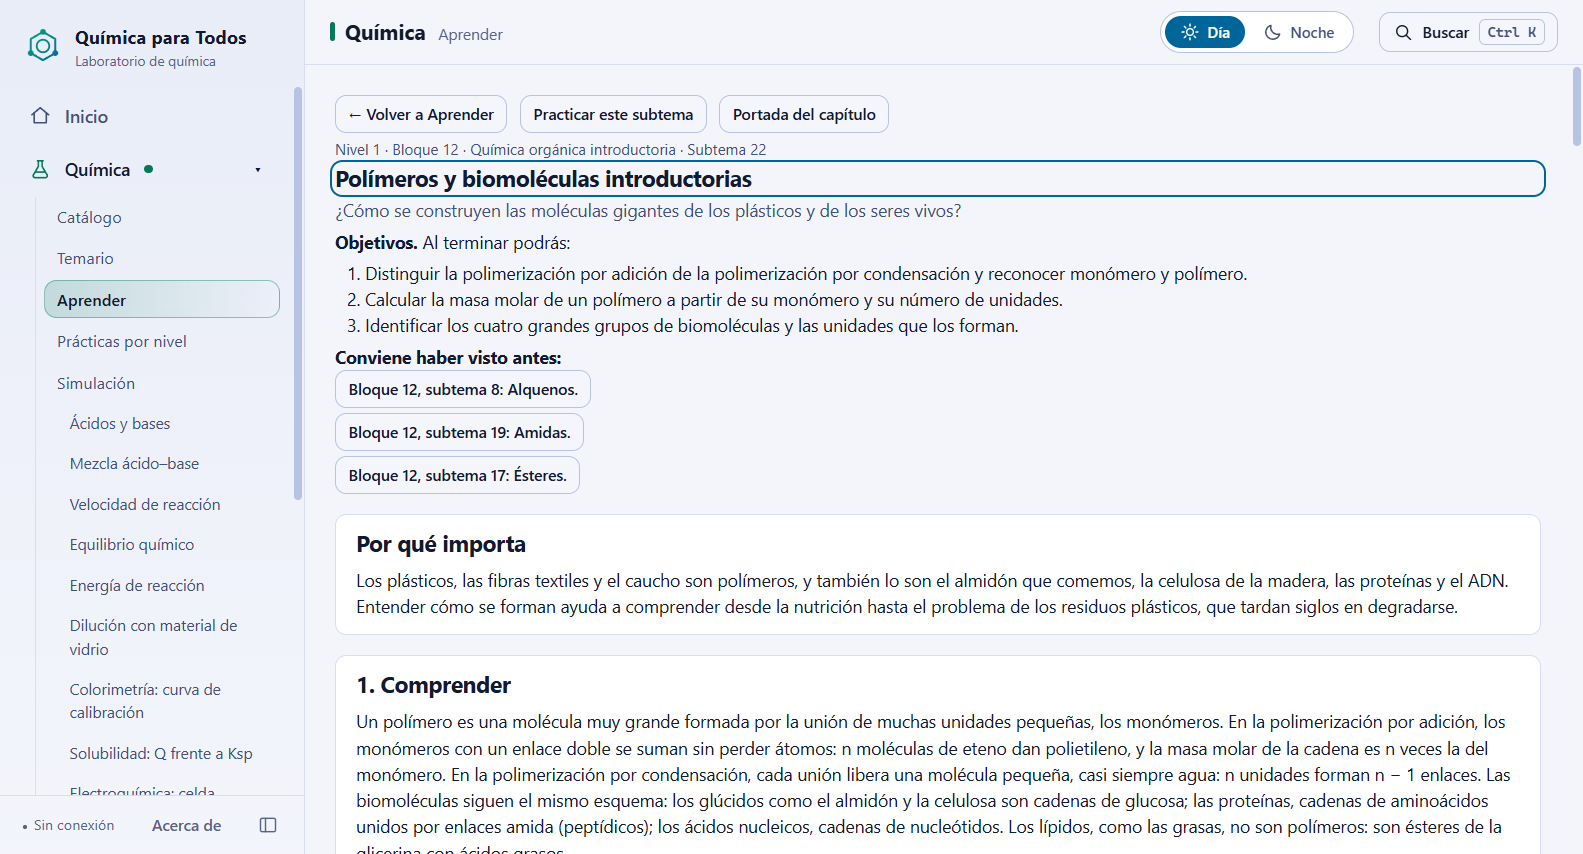 Química para Todos
Laboratorio de química
Inicio
Química
Catálogo
Temario
Aprender
Prácticas por nivel
Simulación
Ácidos y bases
Mezcla ácido–base
Velocidad de reacción
Equilibrio químico
Energía de reacción
Dilución con material de
vidrio
Colorimetría: curva de
calibración
Solubilidad: Q frente a Ksp
Electroquímica: celda
• Sin conexión
Acerca de
Química Aprender
Día
Noche
Buscar Ctrl K
← Volver a Aprender
Practicar este subtema
Portada del capítulo
Nivel 1 · Bloque 12 · Química orgánica introductoria · Subtema 22
Polímeros y biomoléculas introductorias
¿Cómo se construyen las moléculas gigantes de los plásticos y de los seres vivos?
Objetivos. Al terminar podrás:
1. Distinguir la polimerización por adición de la polimerización por condensación y reconocer monómero y polímero.
2. Calcular la masa molar de un polímero a partir de su monómero y su número de unidades.
3. Identificar los cuatro grandes grupos de biomoléculas y las unidades que los forman.
Conviene haber visto antes:
Bloque 12, subtema 8: Alquenos.
Bloque 12, subtema 19: Amidas.
Bloque 12, subtema 17: Ésteres.
Por qué importa
Los plásticos, las fibras textiles y el caucho son polímeros, y también lo son el almidón que comemos, la celulosa de la madera, las proteínas y el ADN.
Entender cómo se forman ayuda a comprender desde la nutrición hasta el problema de los residuos plásticos, que tardan siglos en degradarse.
1. Comprender
Un polímero es una molécula muy grande formada por la unión de muchas unidades pequeñas, los monómeros. En la polimerización por adición, los
monómeros con un enlace doble se suman sin perder átomos: n moléculas de eteno dan polietileno, y la masa molar de la cadena es n veces la del
monómero. En la polimerización por condensación, cada unión libera una molécula pequeña, casi siempre agua: n unidades forman n − 1 enlaces. Las
biomoléculas siguen el mismo esquema: los glúcidos como el almidón y la celulosa son cadenas de glucosa; las proteínas, cadenas de aminoácidos
unidos por enlaces amida (peptídicos); los ácidos nucleicos, cadenas de nucleótidos. Los lípidos, como las grasas, no son polímeros: son ésteres de la
glicerina con ácidos grasos.